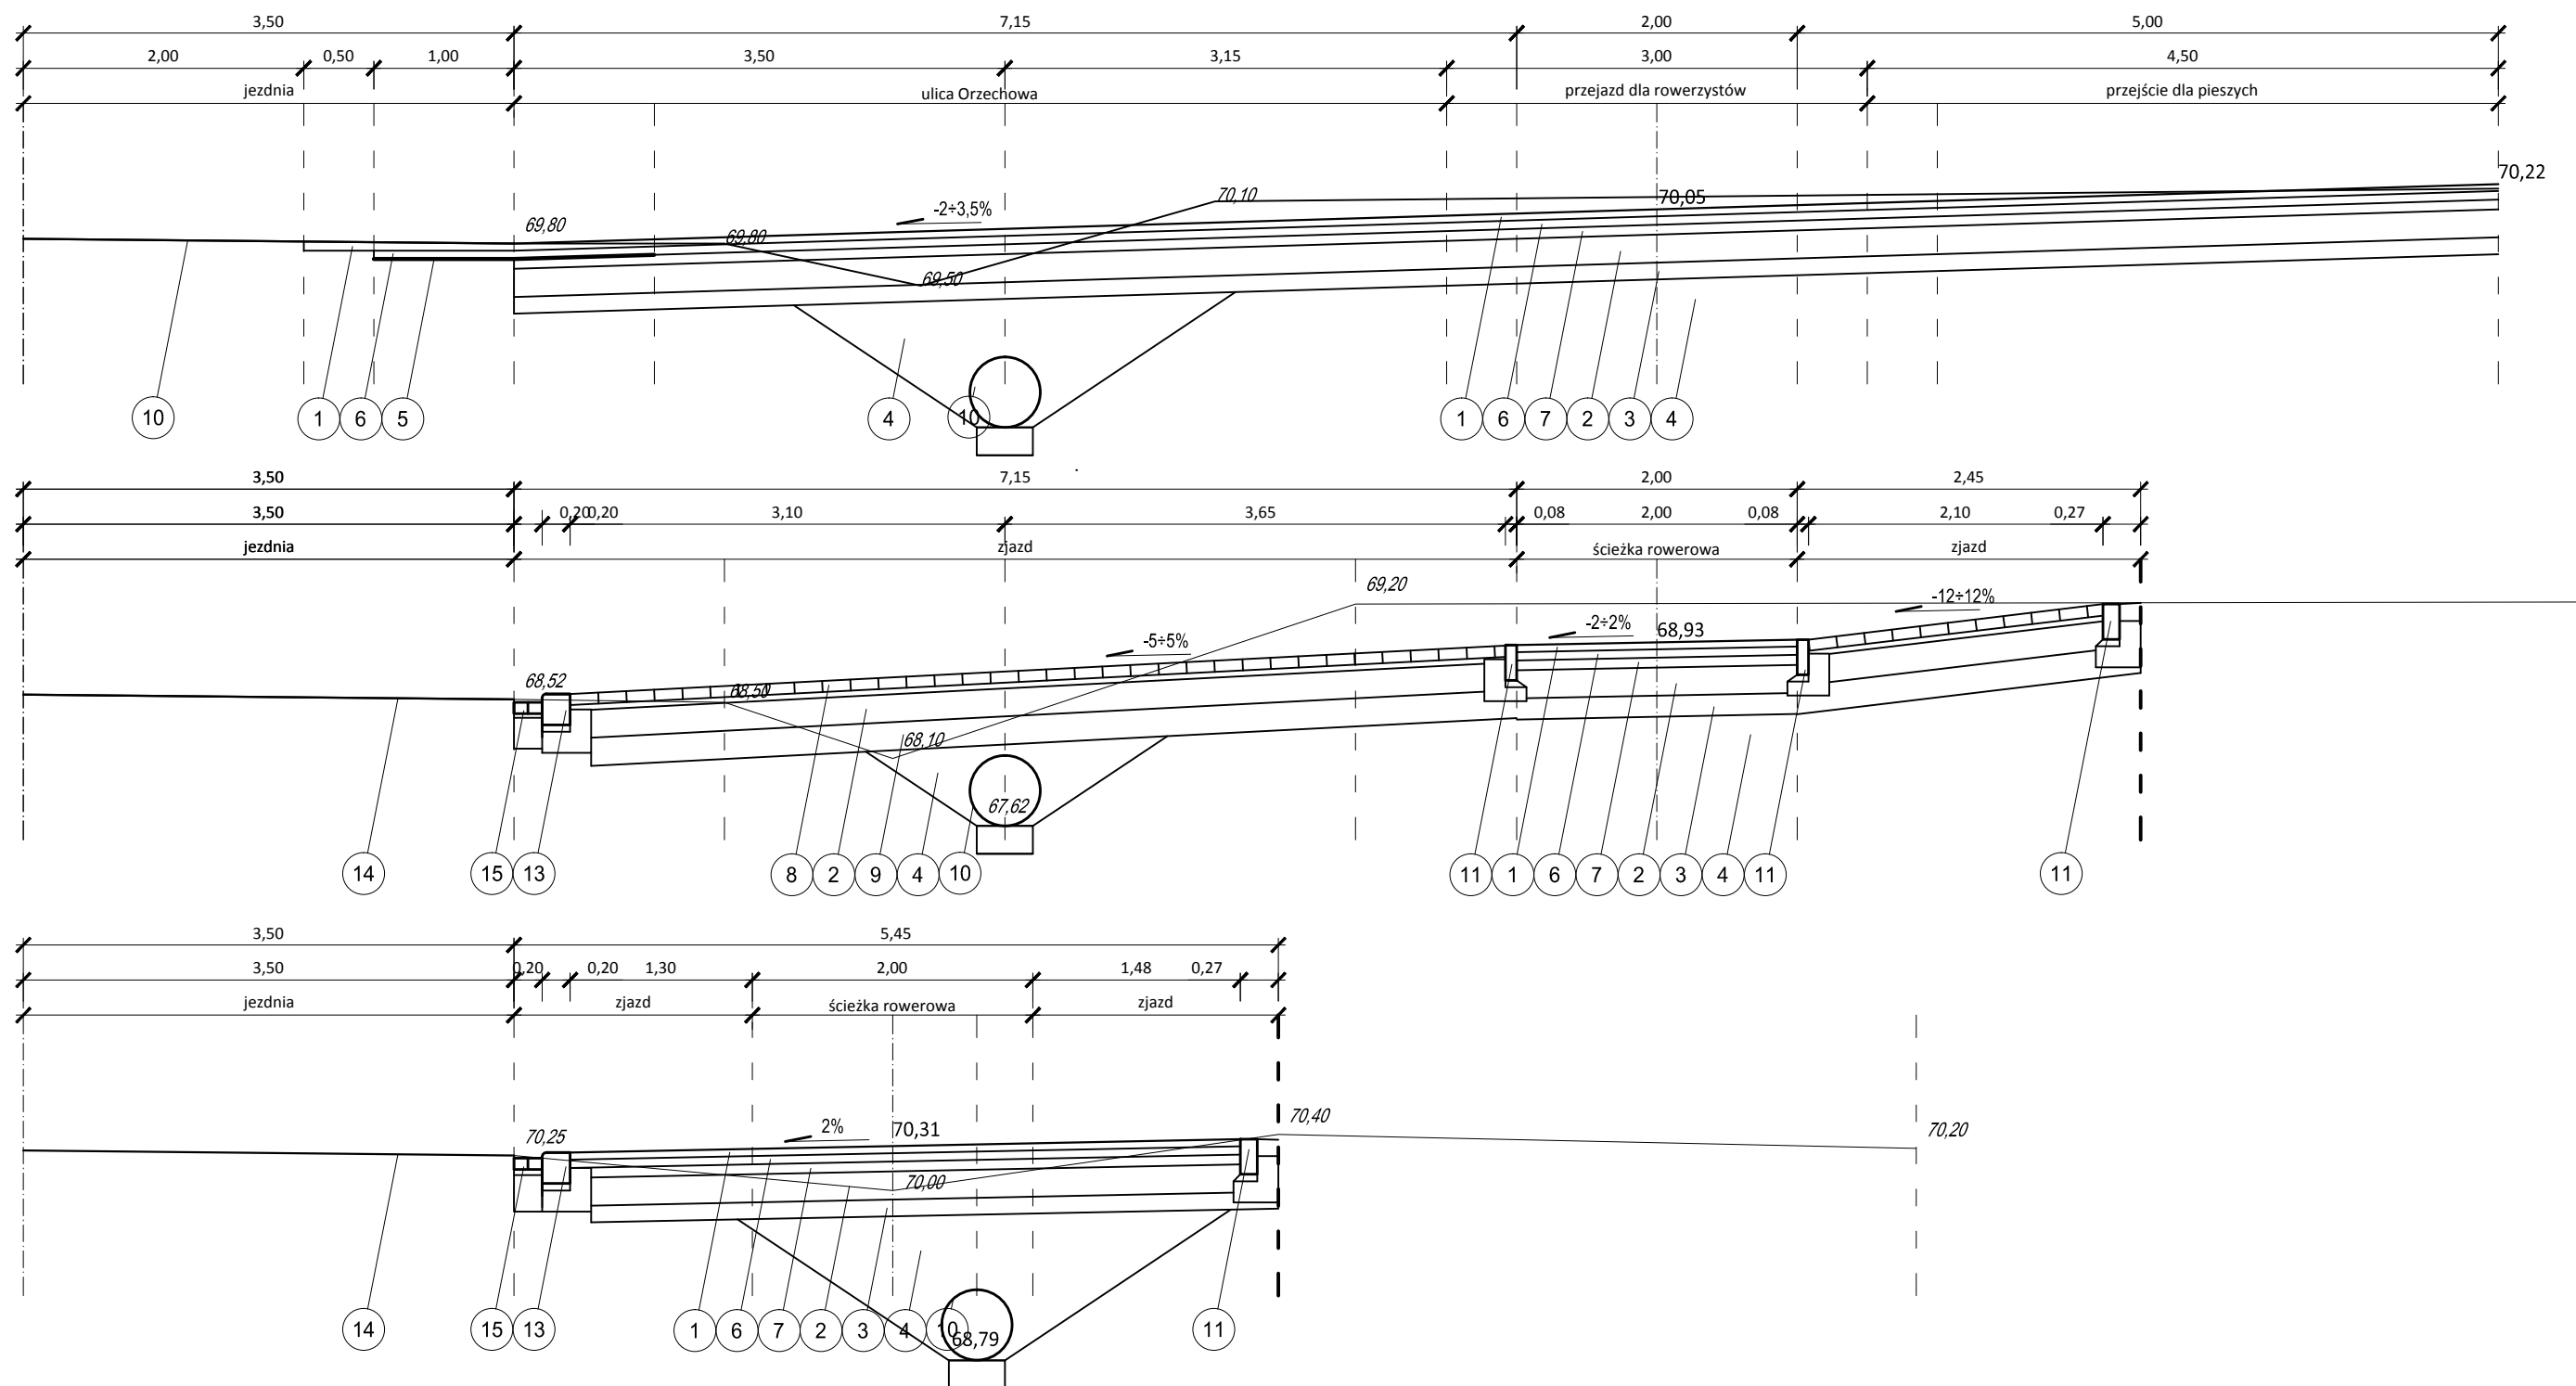 3,50 7,15 2,00 5,00
2,00 0,50 1,00 3,50 3,15 3,00 4,50
jezdnia ulica Orzechowa przejazd dla rowerzystów przejście dla pieszych
70,22
70,10 70,05
-2÷3,5%
69,80
69,80
69,50
10 1 6 5 4 10 1 6 7 2 3 4
3,50 7,15 2,00 2,45
3,50 0,20 0,20 3,10 3,65 0,08 2,00 0,08 2,10 0,27
jezdnia zjazd ścieżka rowerowa zjazd
69,20
-12÷12%
-5÷5% -2÷2% 68,93
68,52 68,50
68,10
67,62
14 15 13 8 2 9 4 10 11 1 6 7 2 3 4 11 11
3,50 5,45
3,50 0,20 0,20 1,30 2,00 1,48 0,27
jezdnia zjazd ścieżka rowerowa zjazd
70,25 2% 70,31 70,40 70,20
70,00
14 15 13 1 6 7 2 3 4 10 11
68,79